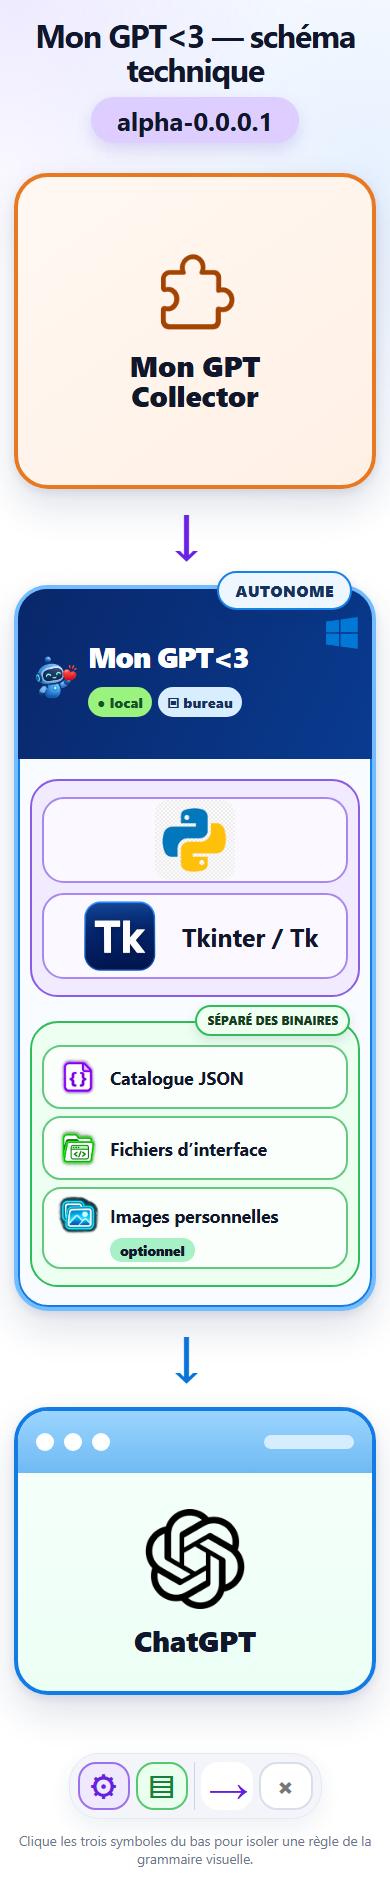 Mon GPT<3 — schéma
technique
alpha-0.0.0.1
Mon GPT
Collector
AUTONOME
Mon GPT<3
local
bureau
Tk
Tkinter / Tk
SÉPARÉ DES BINAIRES
{}
Catalogue JSON
</>
Fichiers d’interface
Images personnelles
optionnel
ChatGPT
Clique les trois symboles du bas pour isoler une règle de la
grammaire visuelle.